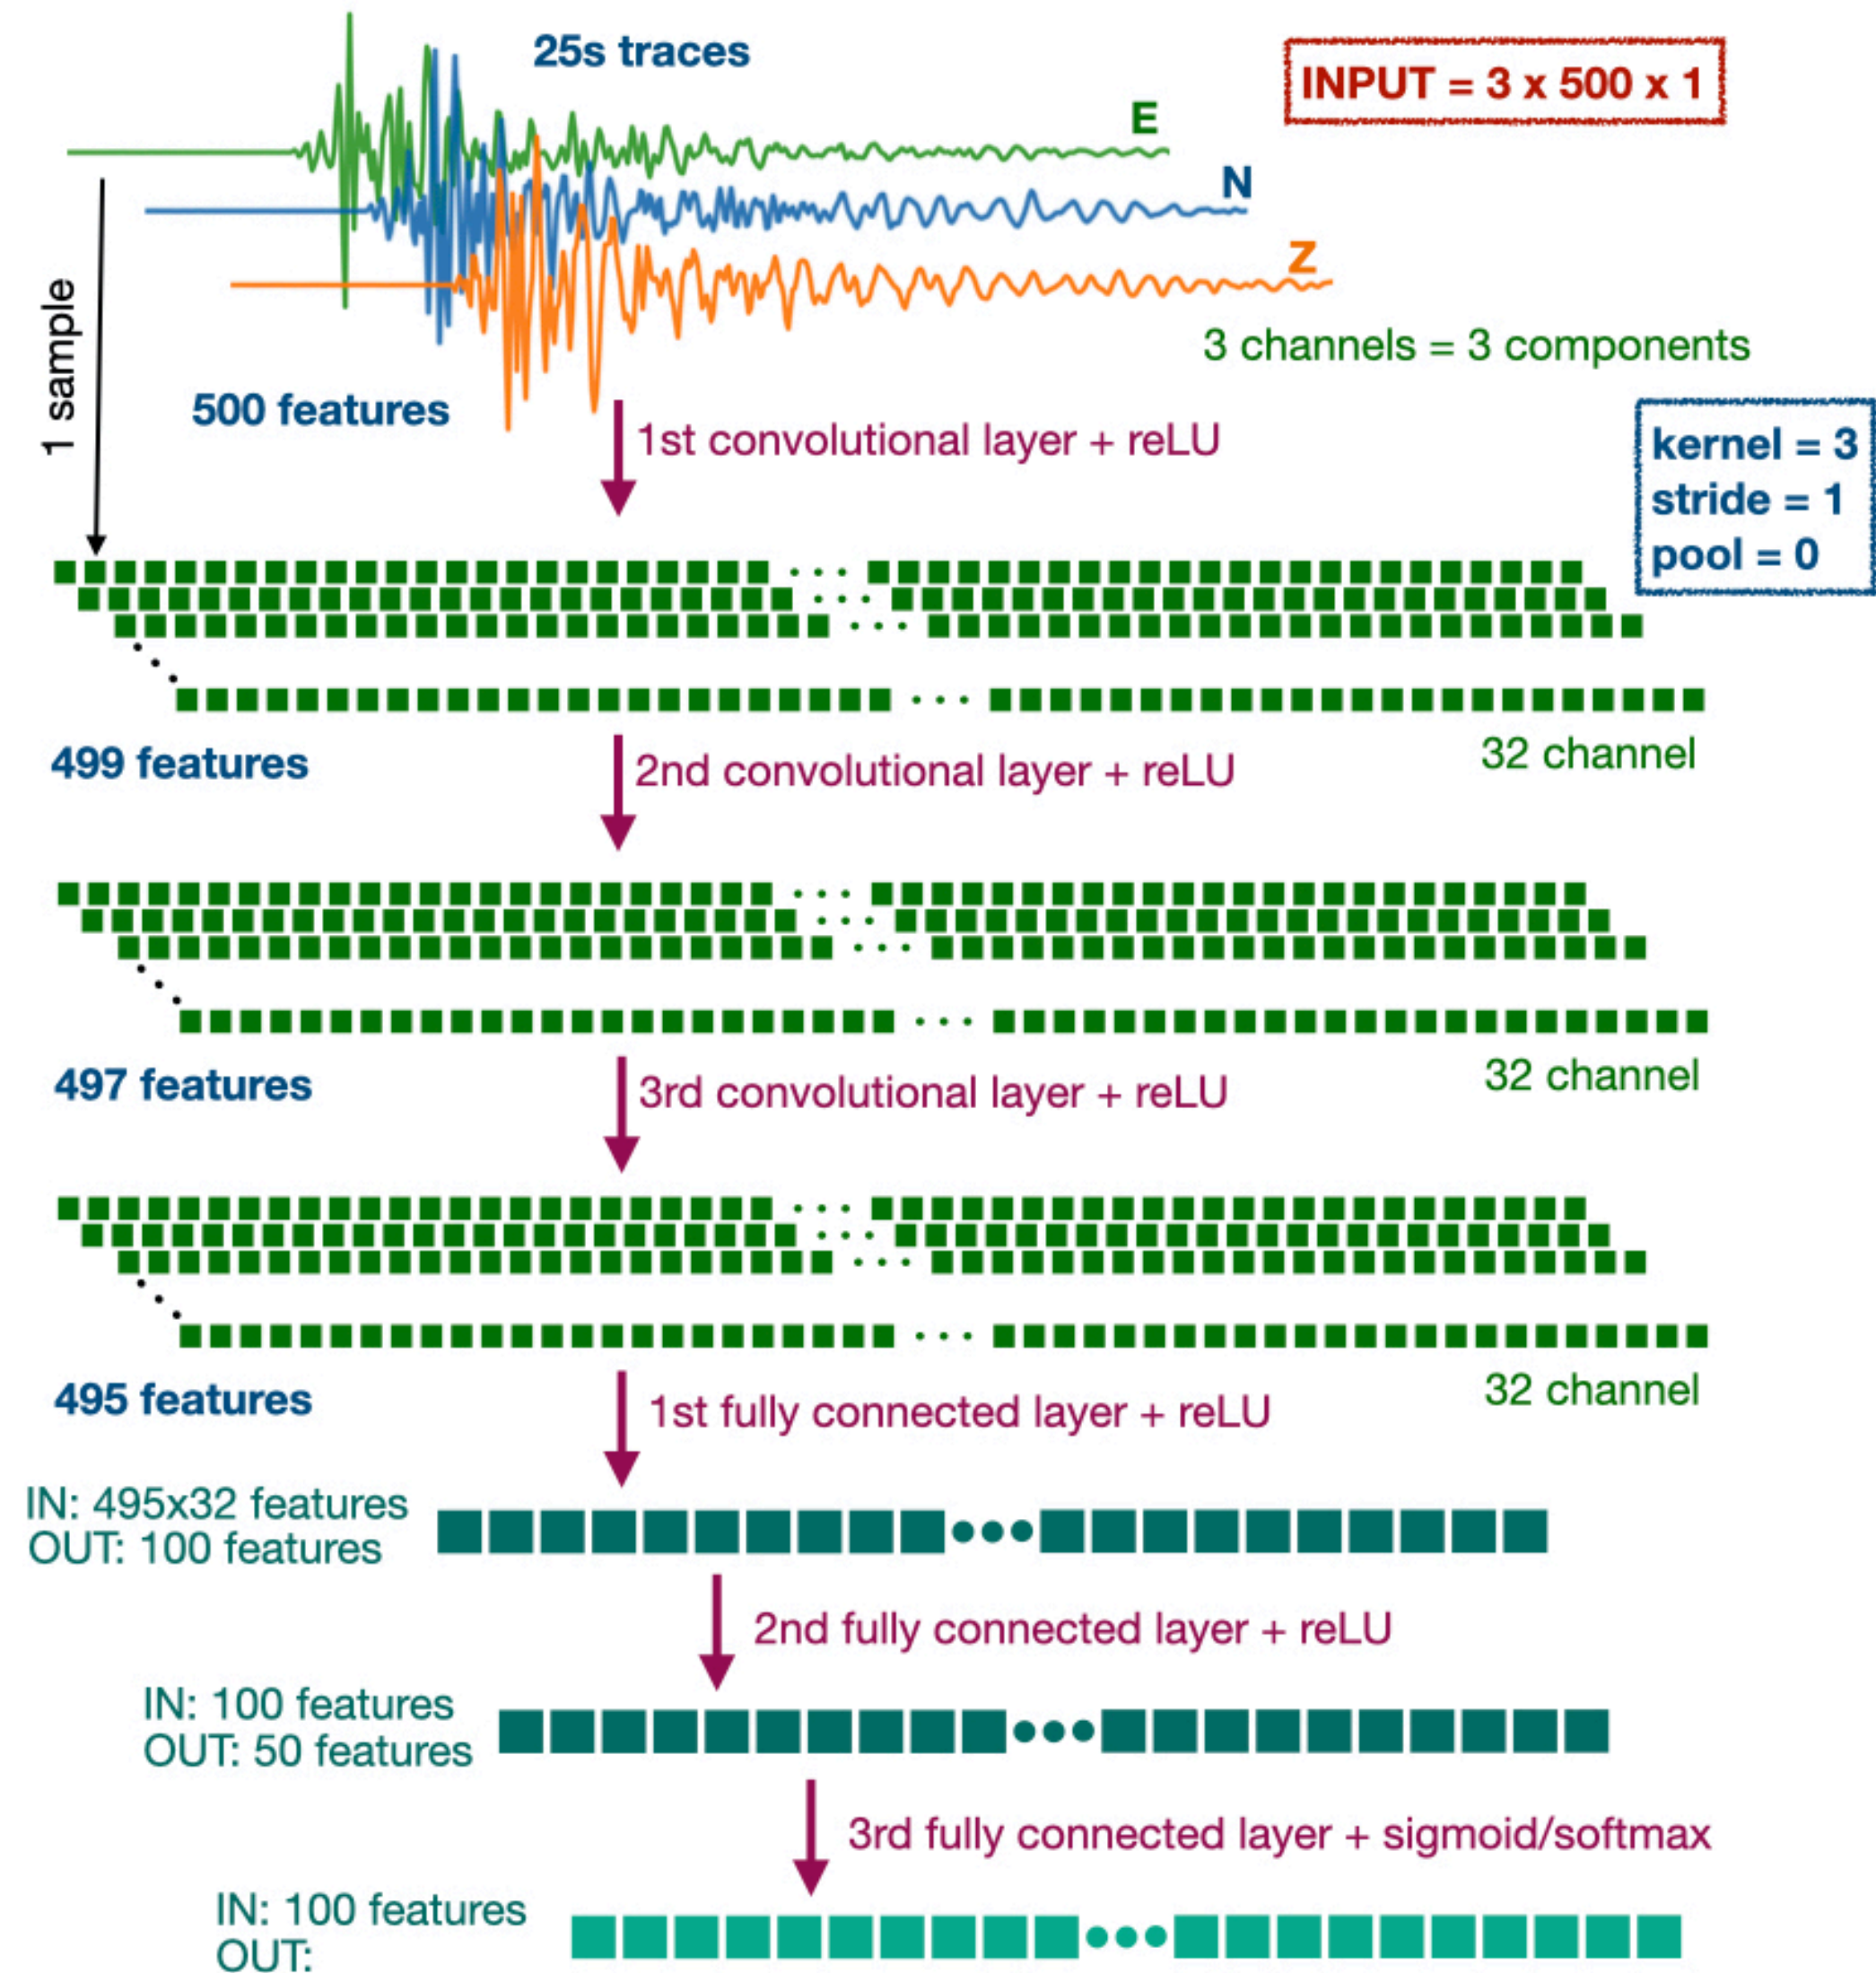 25s traces
INPUT = 3 x 500 x 1
E
N
Z
3 channels = 3 components
1 sample
500 features
1st convolutional layer + reLU
kernel = 3
stride = 1
pool = 0
499 features
32 channel
2nd convolutional layer + reLU
497 features
32 channel
3rd convolutional layer + reLU
495 features
32 channel
1st fully connected layer + reLU
IN: 495x32 features
OUT: 100 features
2nd fully connected layer + reLU
IN: 100 features
OUT: 50 features
3rd fully connected layer + sigmoid/softmax
IN: 100 features
OUT: